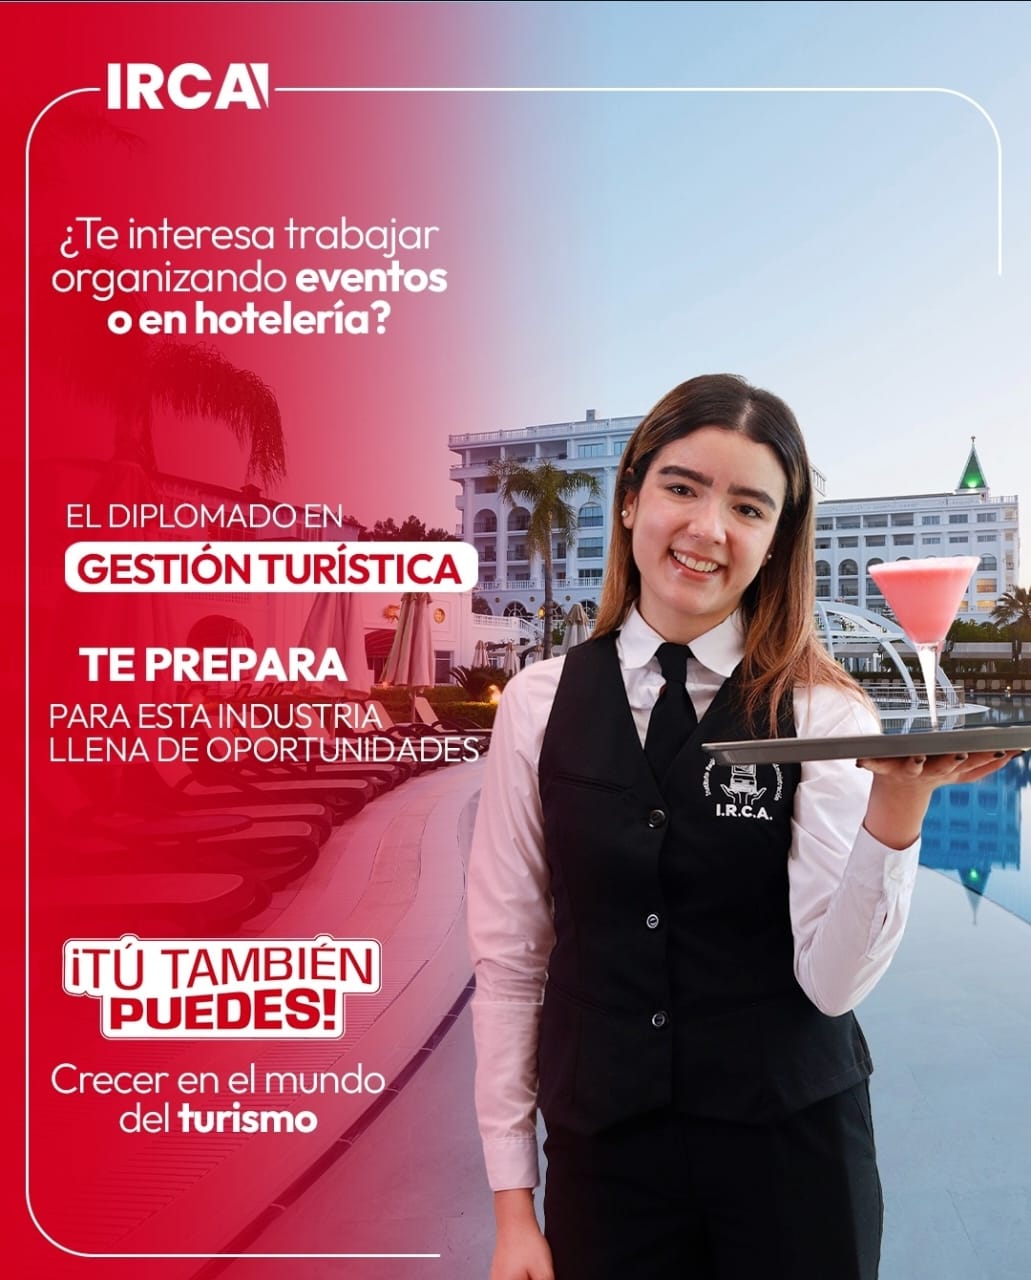 IRCA
¿Te interesa trabajar
organizando eventos
o en hotelería?
EL DIPLOMADO EN
GESTIÓN TURÍSTICA
TE PREPARA
PARA ESTA INDUSTRIA
LLENA DE OPORTUNIDADES
I.R.C.A.
¡TÚ TAMBIÉN
PUEDES!
Crecer en el mundo
del turismo